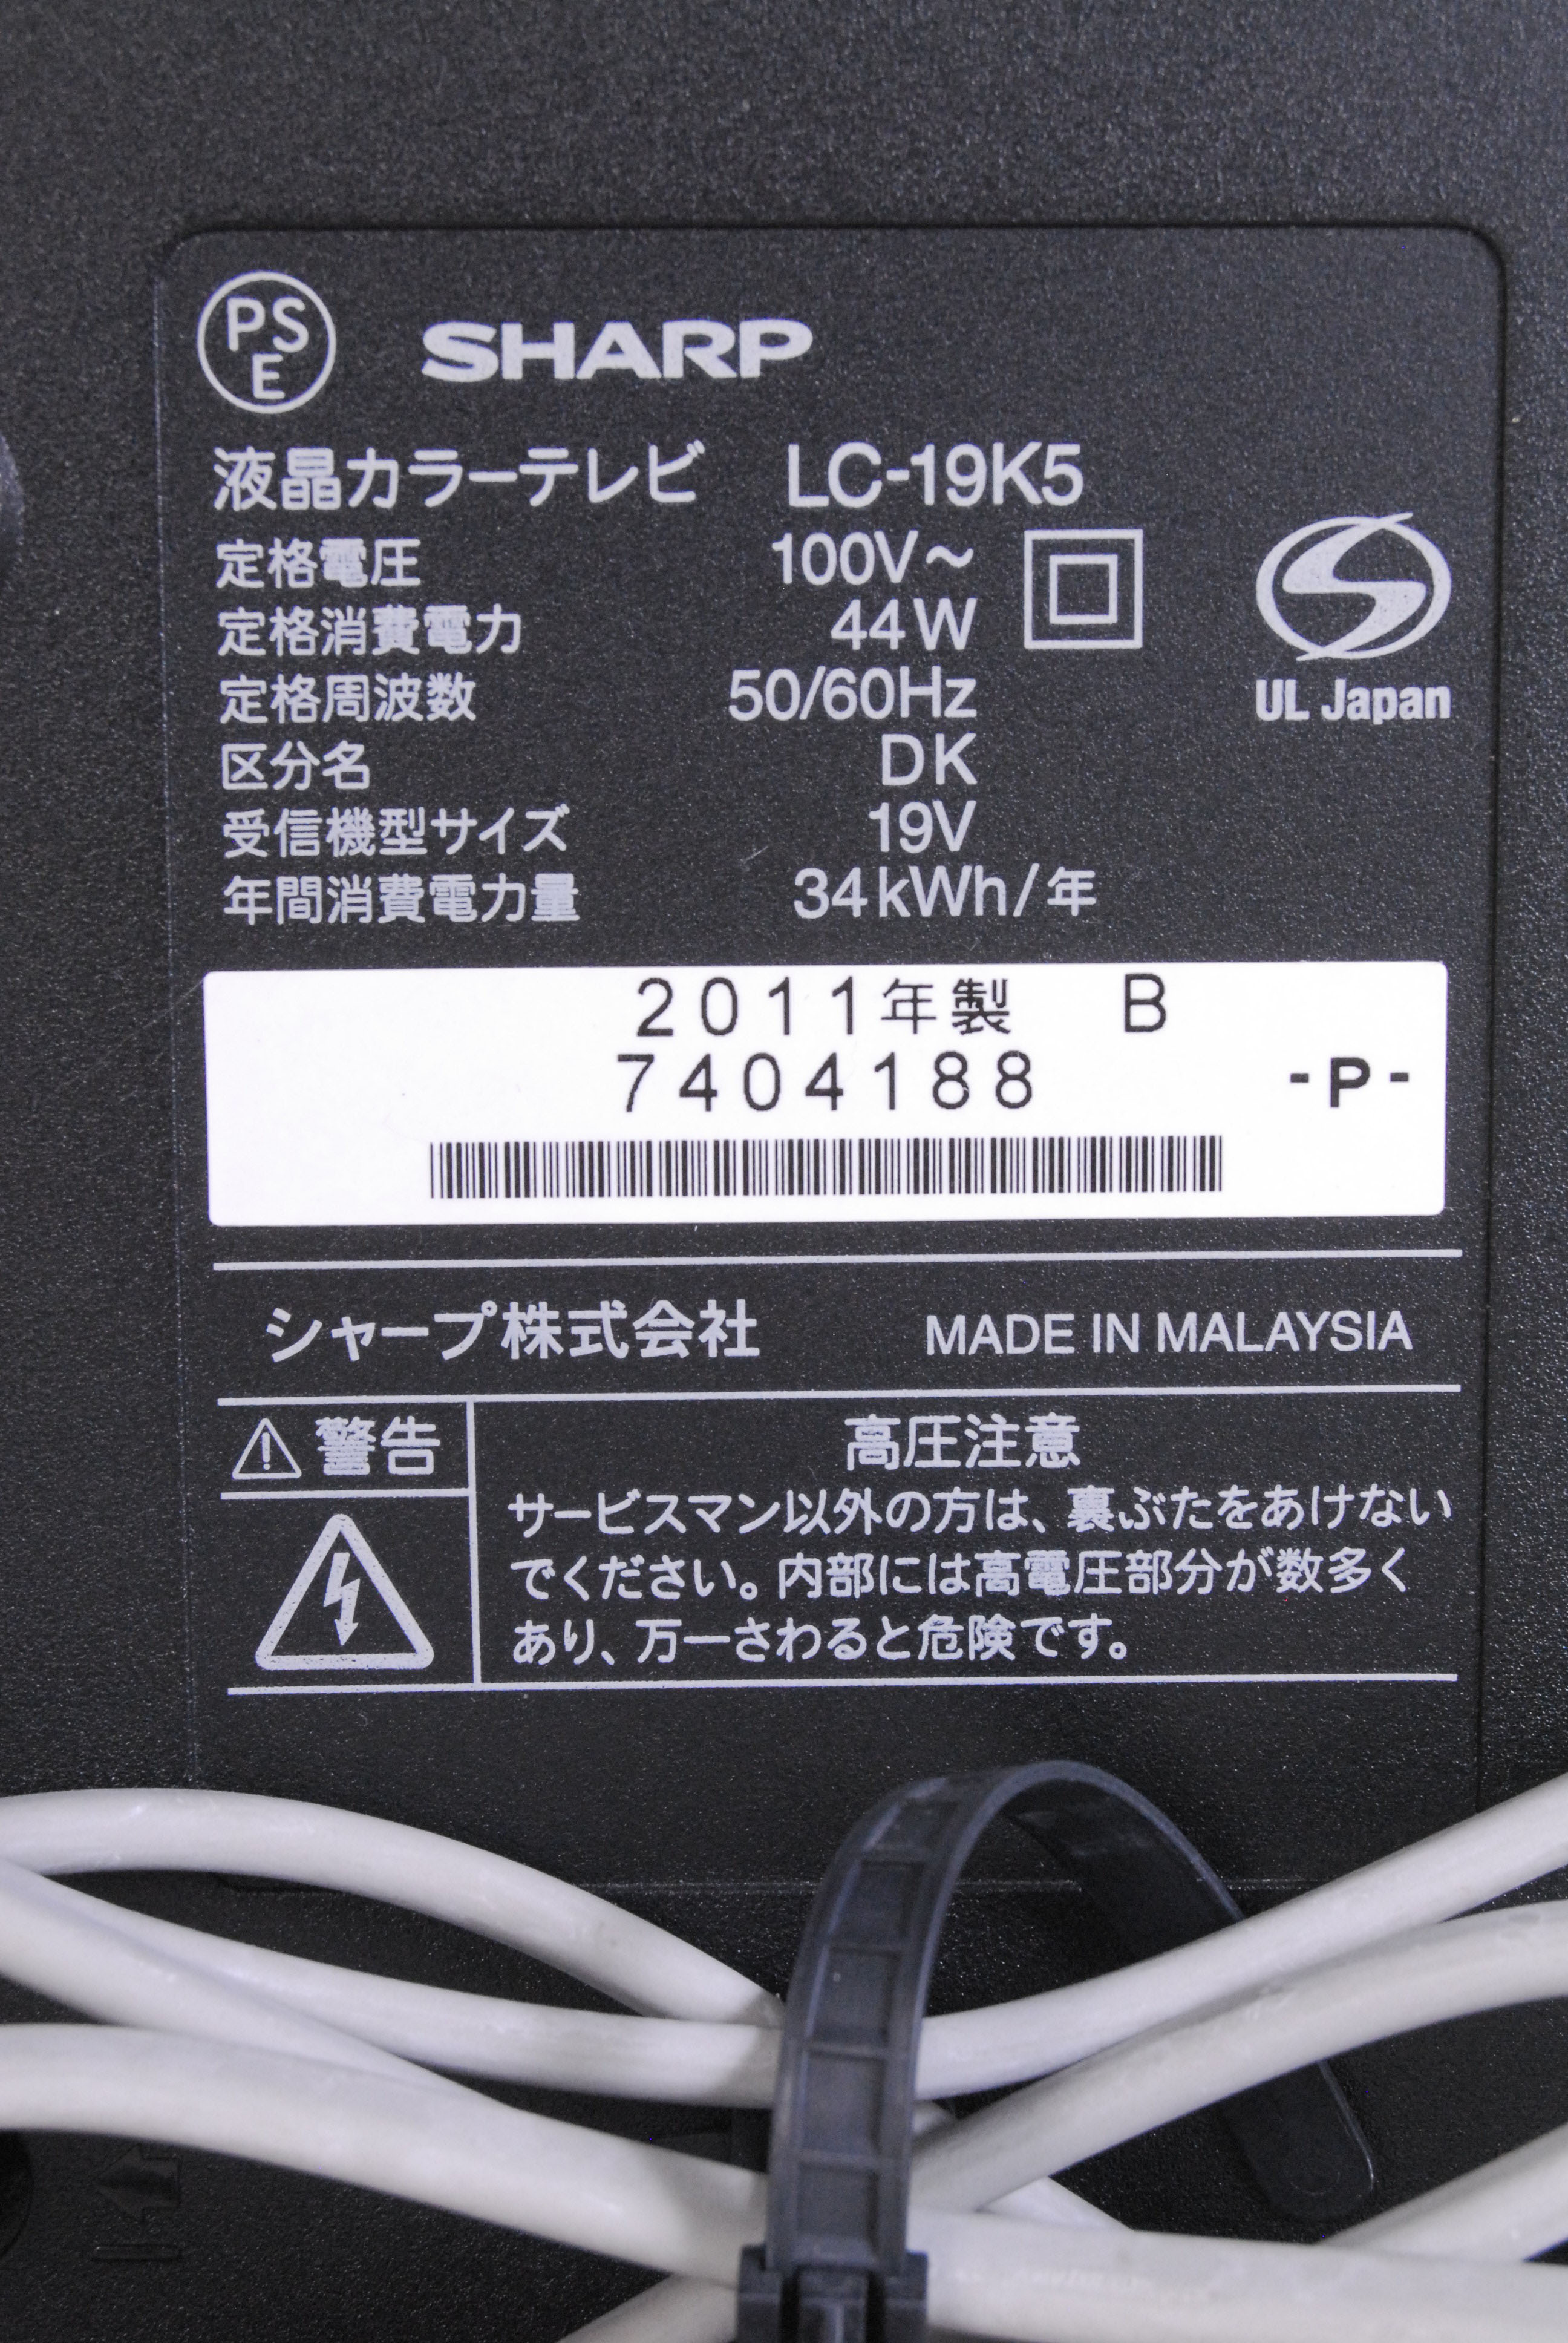 PS
E
SHARP
液晶カラーテレビ LC-19K5
定格電圧 100V～
定格消費電力 44W
定格周波数 50/60Hz
UL Japan
区分名 DK
受信機型サイズ 19V
年間消費電力量 34kWh/年
2011年製 B
7404188 -P-
シャープ株式会社 MADE IN MALAYSIA
警告
高圧注意
サービスマン以外の方は、裏ぶたをあけない
でください。内部には高電圧部分が数多く
あり、万一さわると危険です。